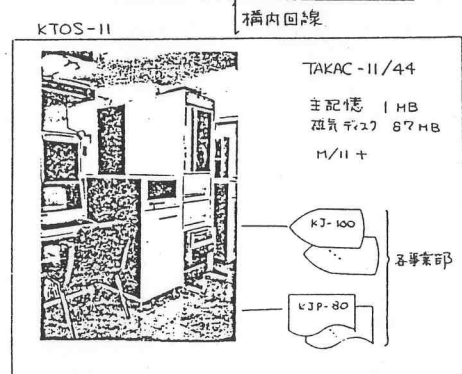 構内回線
KTOS-11
TAKAC-11/44
主記憶 1 MB
磁気ディスク 67 MB
M/11 +
KJ-100
各事業部
KJP-80